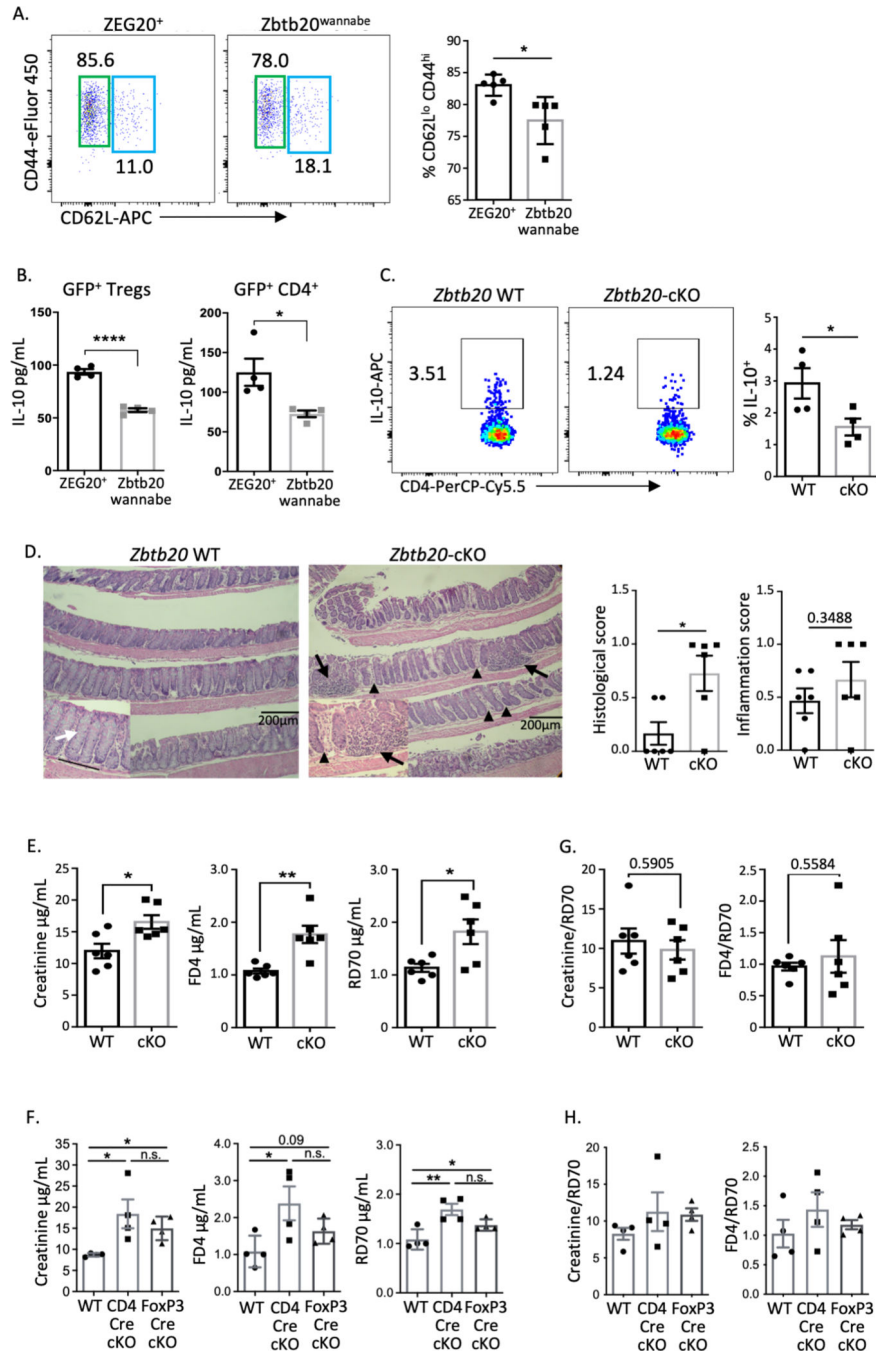 A.
ZEG20+
Zbtb20wannabe
CD44-eFluor 450
85.6
11.0
78.0
18.1
CD62L-APC
% CD62Llo CD44hi
90
85
80
75
70
65
*
ZEG20+
Zbtb20
wannabe
B.
GFP+ Tregs
IL-10 pg/mL
150
100
50
0
****
ZEG20+
Zbtb20
wannabe
GFP+ CD4+
IL-10 pg/mL
200
150
100
50
0
*
ZEG20+
Zbtb20
wannabe
C.
Zbtb20 WT
Zbtb20-cKO
IL-10-APC
3.51
1.24
CD4-PerCP-Cy5.5
% IL-10+
5
4
3
2
1
0
*
WT
cKO
D.
Zbtb20 WT
Zbtb20-cKO
200μm
200μm
Histological score
1.5
1.0
0.5
0.0
*
WT
cKO
Inflammation score
1.5
1.0
0.5
0.0
0.3488
WT
cKO
E.
Creatinine μg/mL
25
20
15
10
5
0
*
WT
cKO
FD4 μg/mL
3.0
2.0
1.0
0.0
**
WT
cKO
RD70 μg/mL
3.0
2.0
1.0
0.0
*
WT
cKO
G.
Creatinine/RD70
20
15
10
5
0
0.5905
WT
cKO
FD4/RD70
2.5
2.0
1.5
1.0
0.5
0.0
0.5584
WT
cKO
F.
Creatinine μg/mL
35
30
25
20
15
10
5
0
*
*
n.s.
WT
CD4
Cre
cKO
FoxP3
Cre
cKO
FD4 μg/mL
4.0
3.0
2.0
1.0
0.0
0.09
*
n.s.
WT
CD4
Cre
cKO
FoxP3
Cre
cKO
RD70 μg/mL
3.0
2.0
1.0
0.0
*
**
n.s.
WT
CD4
Cre
cKO
FoxP3
Cre
cKO
H.
Creatinine/RD70
20
15
10
5
0
WT
CD4
Cre
cKO
FoxP3
Cre
cKO
FD4/RD70
2.5
2.0
1.5
1.0
0.5
0.0
WT
CD4
Cre
cKO
FoxP3
Cre
cKO